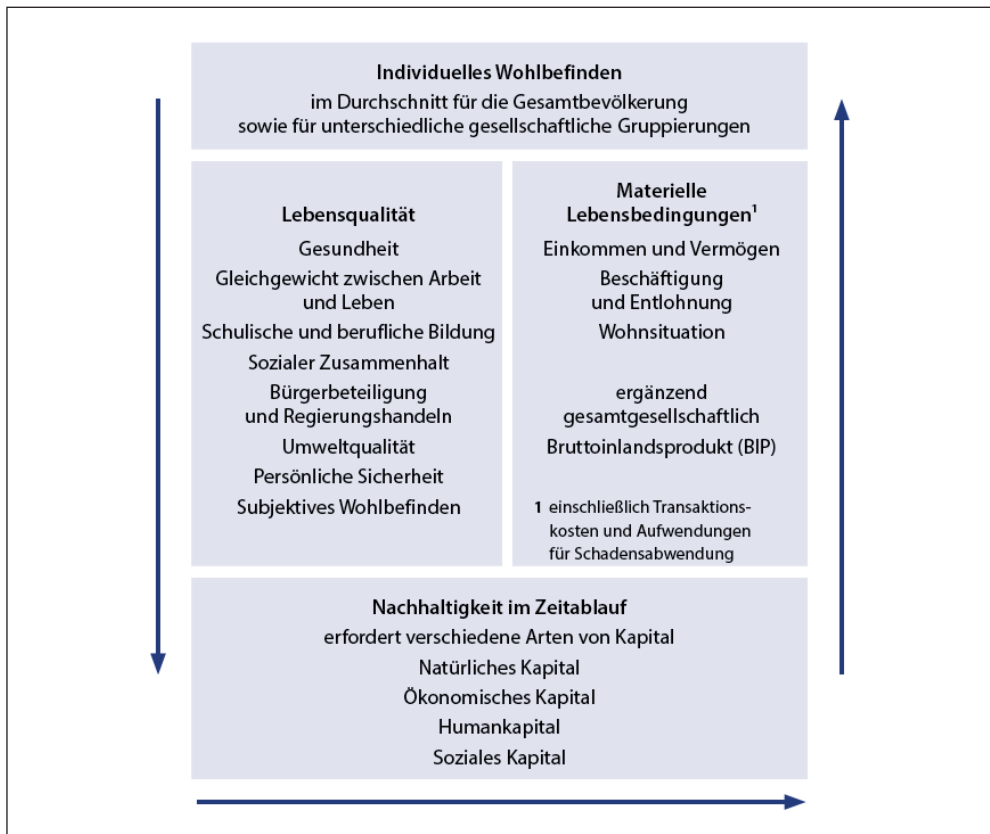 Individuelles Wohlbefinden
im Durchschnitt für die Gesamtbevölkerung
sowie für unterschiedliche gesellschaftliche Gruppierungen
Lebensqualität
Gesundheit
Gleichgewicht zwischen Arbeit
und Leben
Schulische und berufliche Bildung
Sozialer Zusammenhalt
Bürgerbeteiligung
und Regierungshandeln
Umweltqualität
Persönliche Sicherheit
Subjektives Wohlbefinden
Materielle
Lebensbedingungen¹
Einkommen und Vermögen
Beschäftigung
und Entlohnung
Wohnsituation
ergänzend
gesamtgesellschaftlich
Bruttoinlandsprodukt (BIP)
1 einschließlich Transaktions-
kosten und Aufwendungen
für Schadensabwendung
Nachhaltigkeit im Zeitablauf
erfordert verschiedene Arten von Kapital
Natürliches Kapital
Ökonomisches Kapital
Humankapital
Soziales Kapital